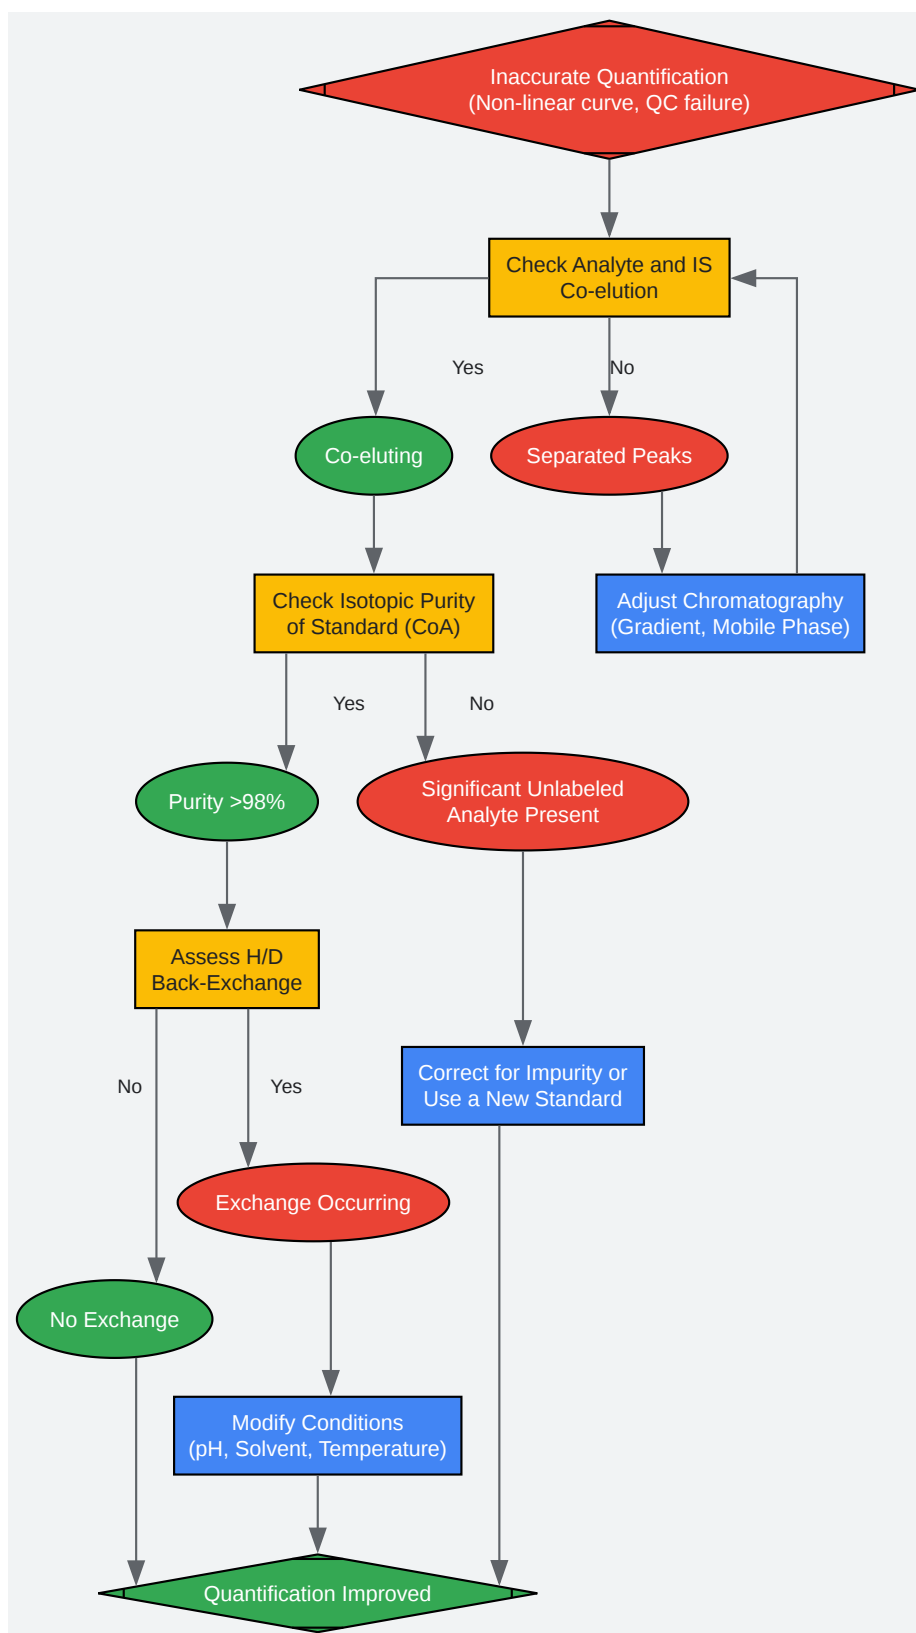 Inaccurate Quantification
(Non-linear curve, QC failure)
Check Analyte and IS
Co-elution
Yes
No
Co-eluting
Separated Peaks
Check Isotopic Purity
of Standard (CoA)
Adjust Chromatography
(Gradient, Mobile Phase)
Yes
No
Purity >98%
Significant Unlabeled
Analyte Present
Assess H/D
Back-Exchange
Correct for Impurity or
Use a New Standard
No
Yes
Exchange Occurring
No Exchange
Modify Conditions
(pH, Solvent, Temperature)
Quantification Improved